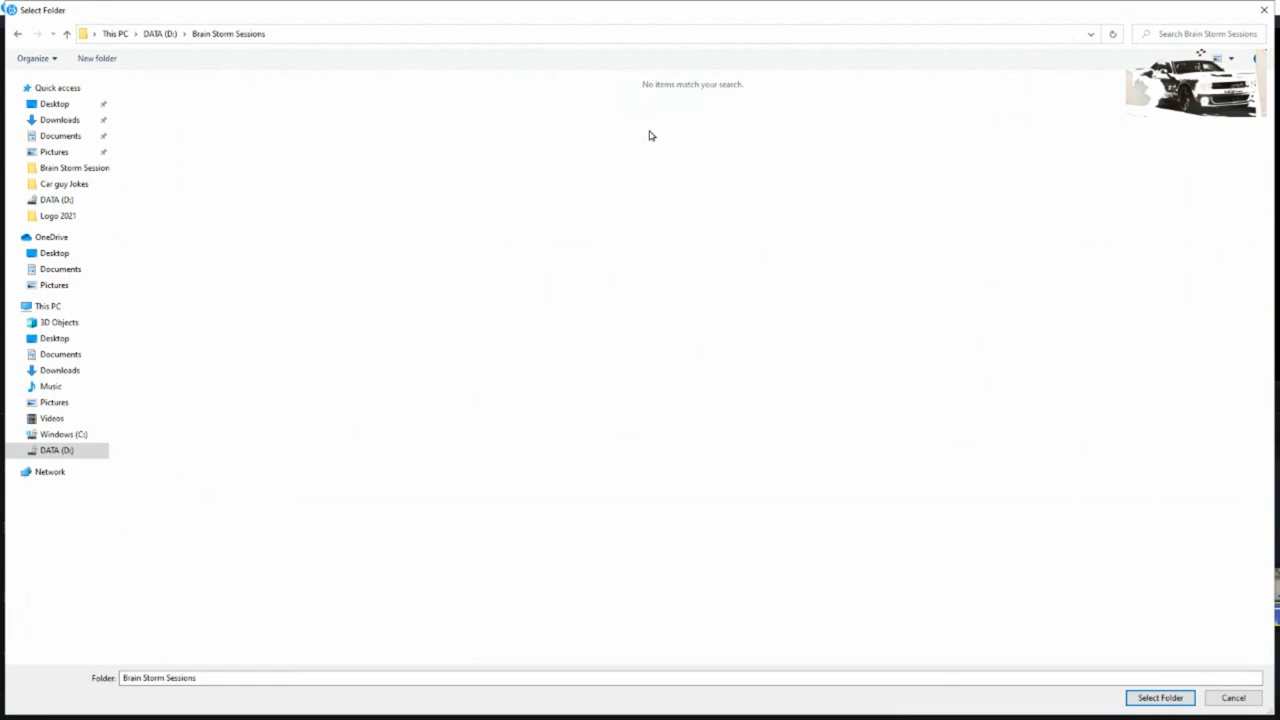 Select Folder
This PC > DATA (D:) > Brain Storm Sessions
Search Brain Storm Sessions
Organize
New folder
No items match your search.
Quick access
Desktop
Downloads
Documents
Pictures
Brain Storm Session
Car guy Jokes
DATA (D:)
Logo 2021
OneDrive
Desktop
Documents
Pictures
This PC
3D Objects
Desktop
Documents
Downloads
Music
Pictures
Videos
Windows (C:)
DATA (D:)
Network
Folder: Brain Storm Sessions
Select Folder
Cancel